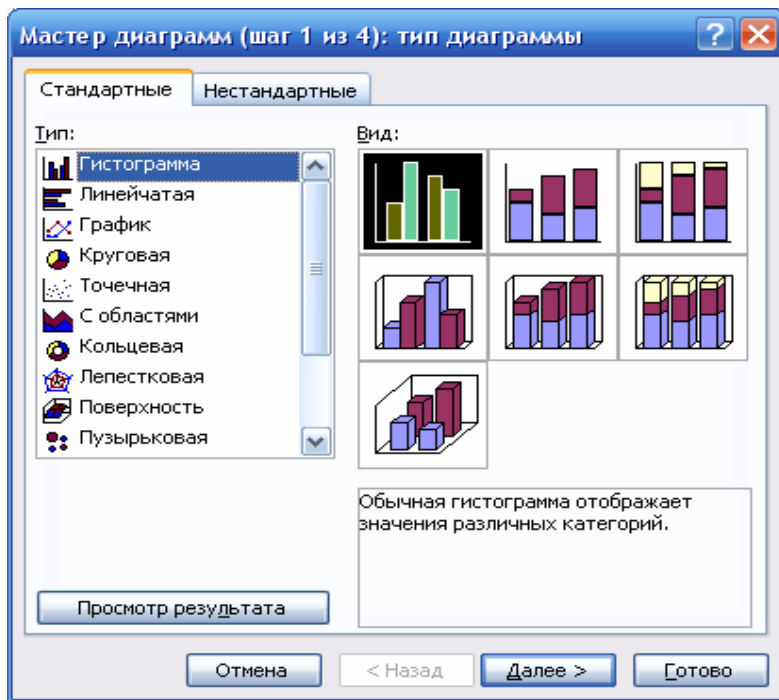 Мастер диаграмм (шаг 1 из 4): тип диаграммы
Стандартные
Нестандартные
Тип:
Гистограмма
Линейчатая
График
Круговая
Точечная
С областями
Кольцевая
Лепестковая
Поверхность
Пузырьковая
Вид:
Обычная гистограмма отображает
значения различных категорий.
Просмотр результата
Отмена
< Назад
Далее >
Готово